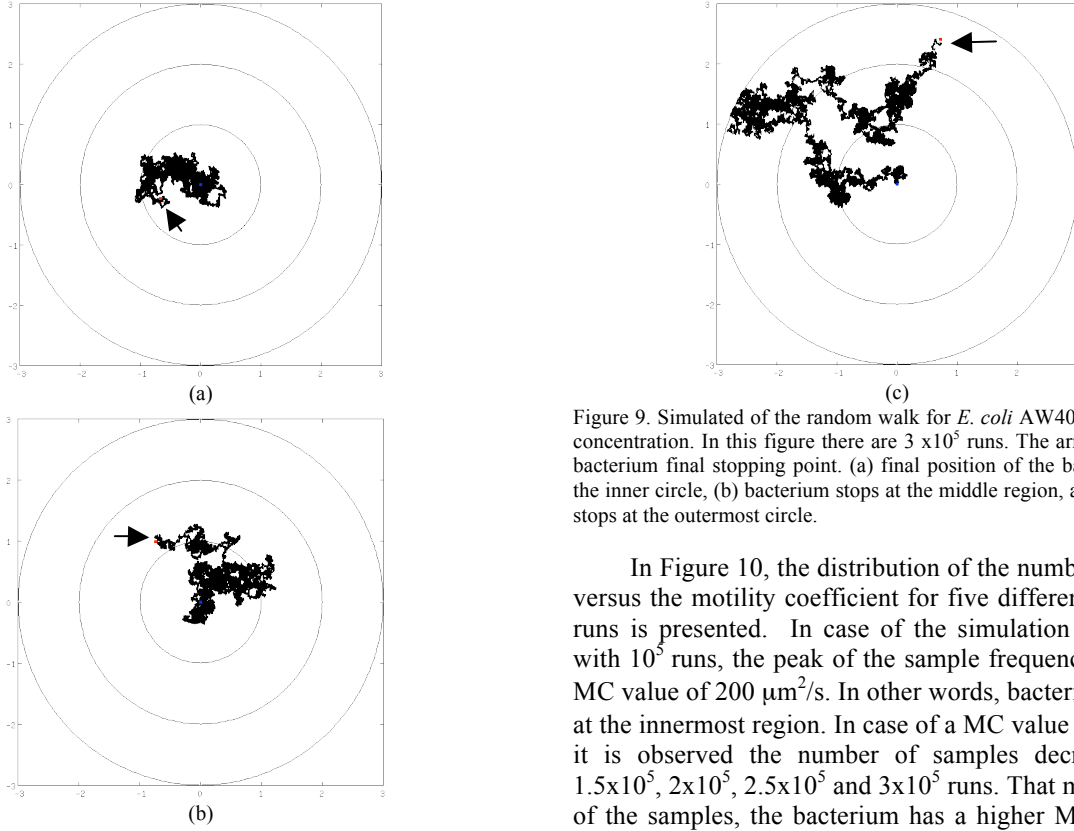 3
2
1
0
-1
-2
-3
-3 -2 -1 0 1 2 3
(a)
3
2
1
0
-1
-2
-3
-3 -2 -1 0 1 2 3
(b)
3
2
1
0
-1
-2
-3
-3 -2 -1 0 1 2
(c)
Figure 9. Simulated of the random walk for E. coli AW40
concentration. In this figure there are 3 x10⁵ runs. The arr
bacterium final stopping point. (a) final position of the ba
the inner circle, (b) bacterium stops at the middle region, a
stops at the outermost circle.
In Figure 10, the distribution of the numb
versus the motility coefficient for five differen
runs is presented. In case of the simulation
with 10⁵ runs, the peak of the sample frequenc
MC value of 200 µm²/s. In other words, bacteri
at the innermost region. In case of a MC value
it is observed the number of samples decr
1.5x10⁵, 2x10⁵, 2.5x10⁵ and 3x10⁵ runs. That m
of the samples, the bacterium has a higher M